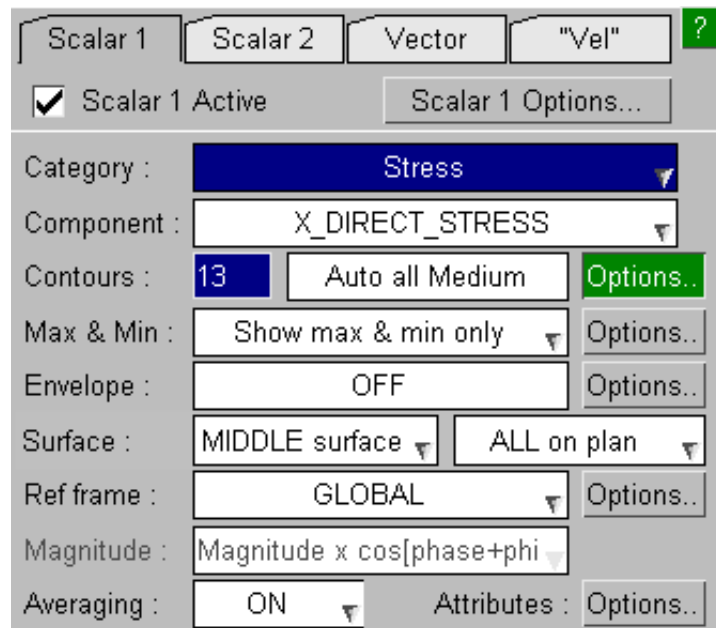 Scalar 1 Scalar 2 Vector "Vel" ?
Scalar 1 Active Scalar 1 Options...
Category : Stress
Component : X_DIRECT_STRESS
Contours : 13 Auto all Medium Options..
Max & Min : Show max & min only Options..
Envelope : OFF Options..
Surface : MIDDLE surface ALL on plan
Ref frame : GLOBAL Options..
Magnitude : Magnitude x cos[phase+phi
Averaging : ON Attributes : Options..